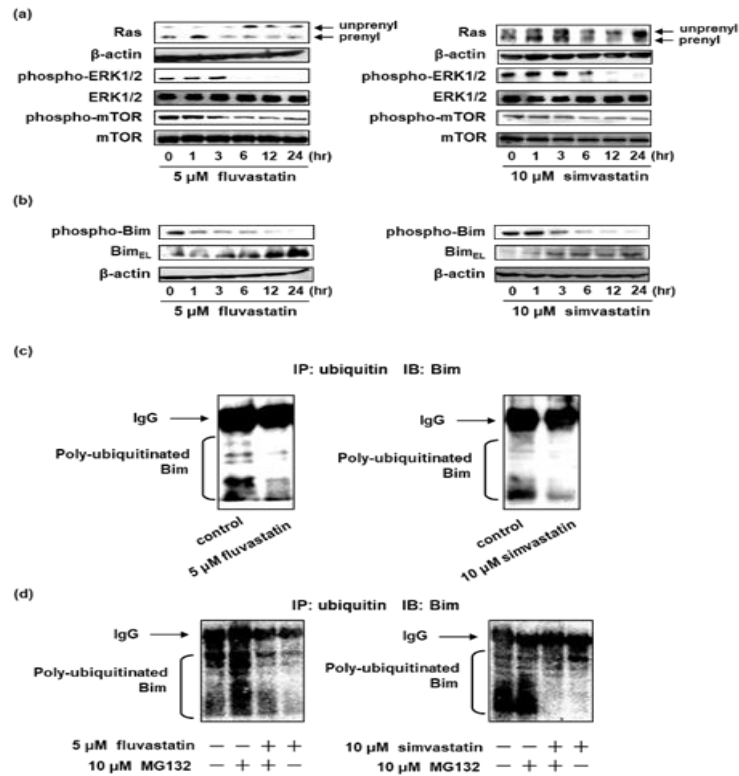 (a)
Ras
unprenyl
prenyl
β-actin
phospho-ERK1/2
ERK1/2
phospho-mTOR
mTOR
0 1 3 6 12 24 (hr)
5 µM fluvastatin
Ras
unprenyl
prenyl
β-actin
phospho-ERK1/2
ERK1/2
phospho-mTOR
mTOR
0 1 3 6 12 24 (hr)
10 µM simvastatin
(b)
phospho-Bim
BimEL
β-actin
0 1 3 6 12 24 (hr)
5 µM fluvastatin
phospho-Bim
BimEL
β-actin
0 1 3 6 12 24 (hr)
10 µM simvastatin
(c)
IP: ubiquitin IB: Bim
IgG
Poly-ubiquitinated
Bim
control
5 µM fluvastatin
IgG
Poly-ubiquitinated
Bim
control
10 µM simvastatin
(d)
IP: ubiquitin IB: Bim
IgG
Poly-ubiquitinated
Bim
5 µM fluvastatin − − + +
10 µM MG132 − + + −
IgG
Poly-ubiquitinated
Bim
10 µM simvastatin − − + +
10 µM MG132 − + + −